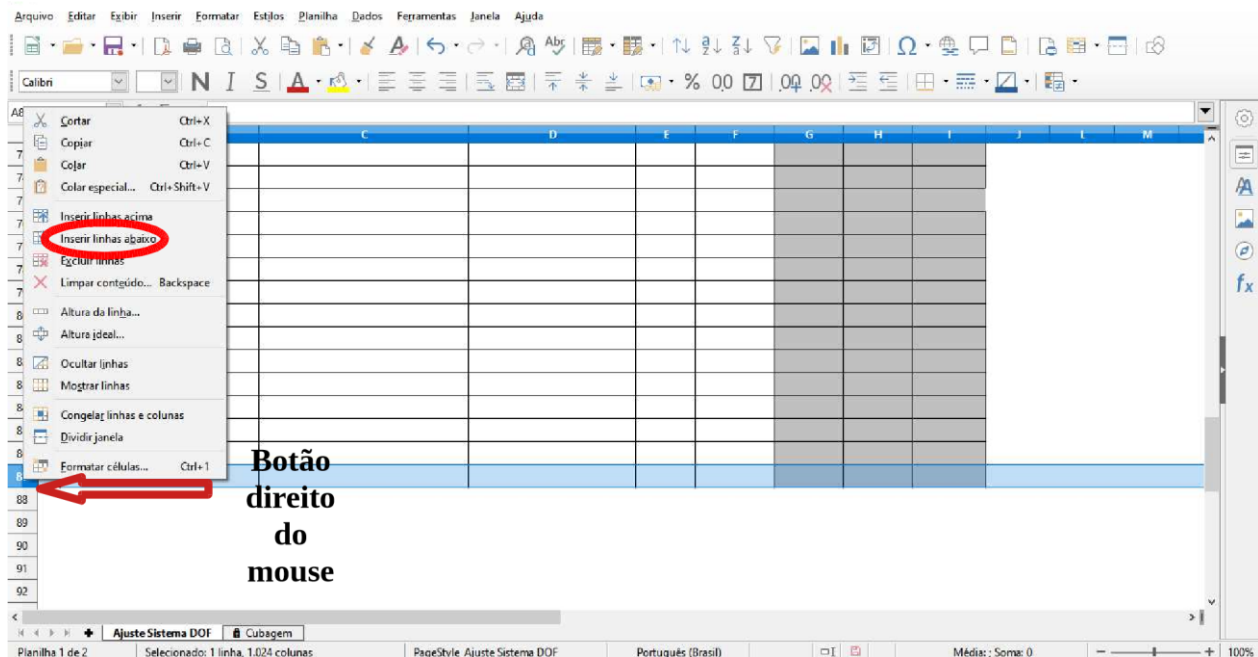 Arquivo Editar Exibir Inserir Formatar Estilos Planilha Dados Ferramentas Janela Ajuda
Calibri N I S A % 0,0 7
Cortar Ctrl+X
Copiar Ctrl+C
Colar Ctrl+V
Colar especial... Ctrl+Shift+V
Inserir linhas acima
Inserir linhas abaixo
Excluir linhas
Limpar conteúdo... Backspace
Altura da linha...
Altura ideal...
Ocultar linhas
Mostrar linhas
Congelar linhas e colunas
Dividir janela
Formatar células... Ctrl+1
C D E F G H I J L M
Botão
direito
do
mouse
88
89
90
91
92
Ajuste Sistema DOF Cubagem
Planilha 1 de 2 Selecionado: 1 linha, 1.024 colunas PageStyle_Ajuste Sistema DOF Português (Brasil) Média: ; Soma: 0 100%